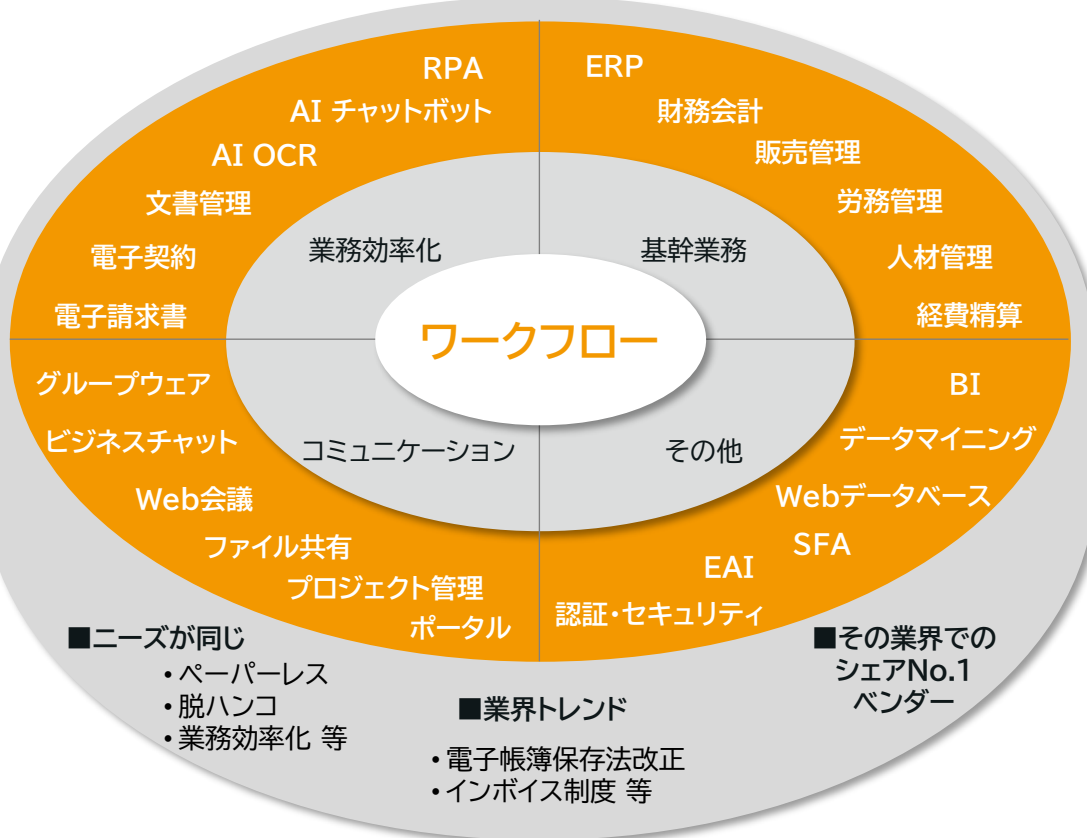 RPA
AI チャットボット
AI OCR
文書管理
電子契約
電子請求書
ERP
財務会計
販売管理
労務管理
人材管理
経費精算
業務効率化
基幹業務
ワークフロー
コミュニケーション
その他
グループウェア
ビジネスチャット
Web会議
ファイル共有
プロジェクト管理
ポータル
BI
データマイニング
Webデータベース
SFA
EAI
認証・セキュリティ
■ニーズが同じ
・ペーパーレス
・脱ハンコ
・業務効率化 等
■業界トレンド
・電子帳簿保存法改正
・インボイス制度 等
■その業界での
シェアNo.1
ベンダー